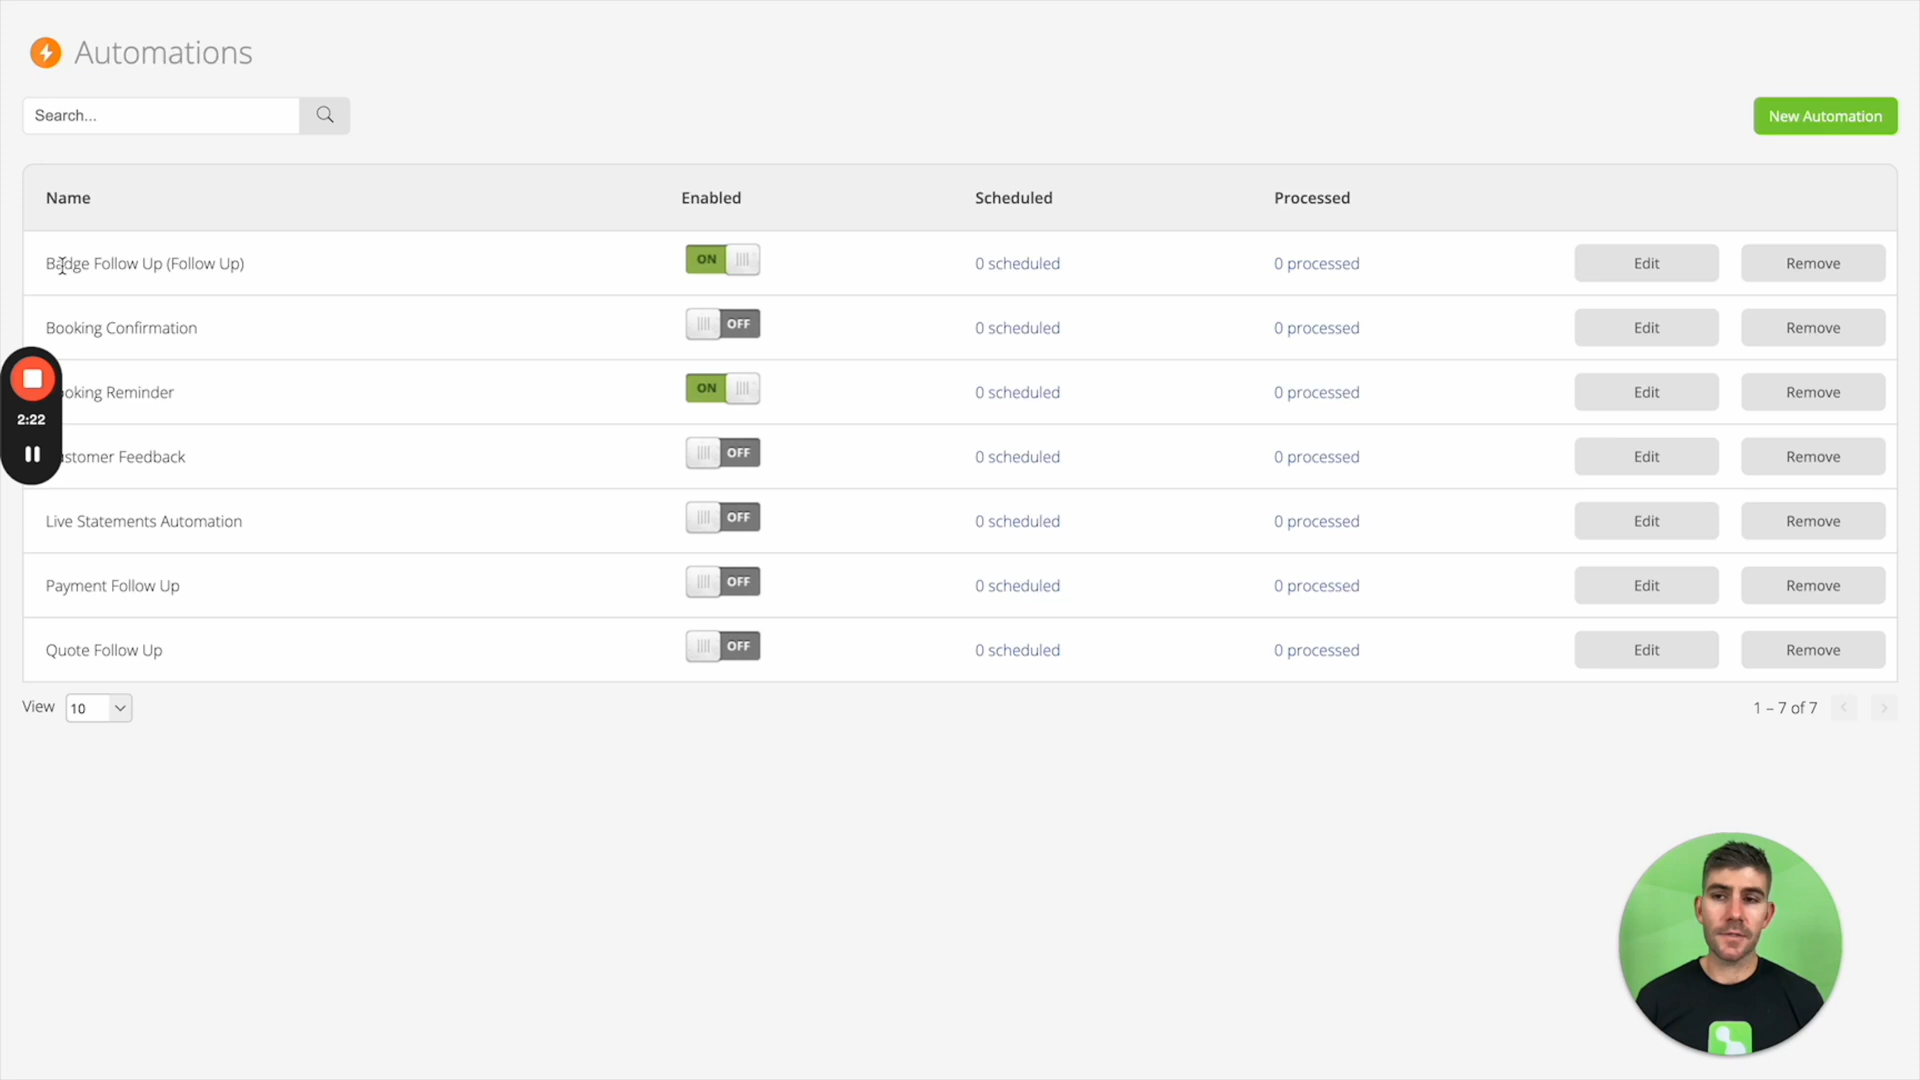 Automations
Search...
New Automation
Name Enabled Scheduled Processed
Badge Follow Up (Follow Up) ON 0 scheduled 0 processed Edit Remove
Booking Confirmation OFF 0 scheduled 0 processed Edit Remove
oking Reminder ON 0 scheduled 0 processed Edit Remove
2:22
stomer Feedback OFF 0 scheduled 0 processed Edit Remove
Live Statements Automation OFF 0 scheduled 0 processed Edit Remove
Payment Follow Up OFF 0 scheduled 0 processed Edit Remove
Quote Follow Up OFF 0 scheduled 0 processed Edit Remove
View 10 1 – 7 of 7